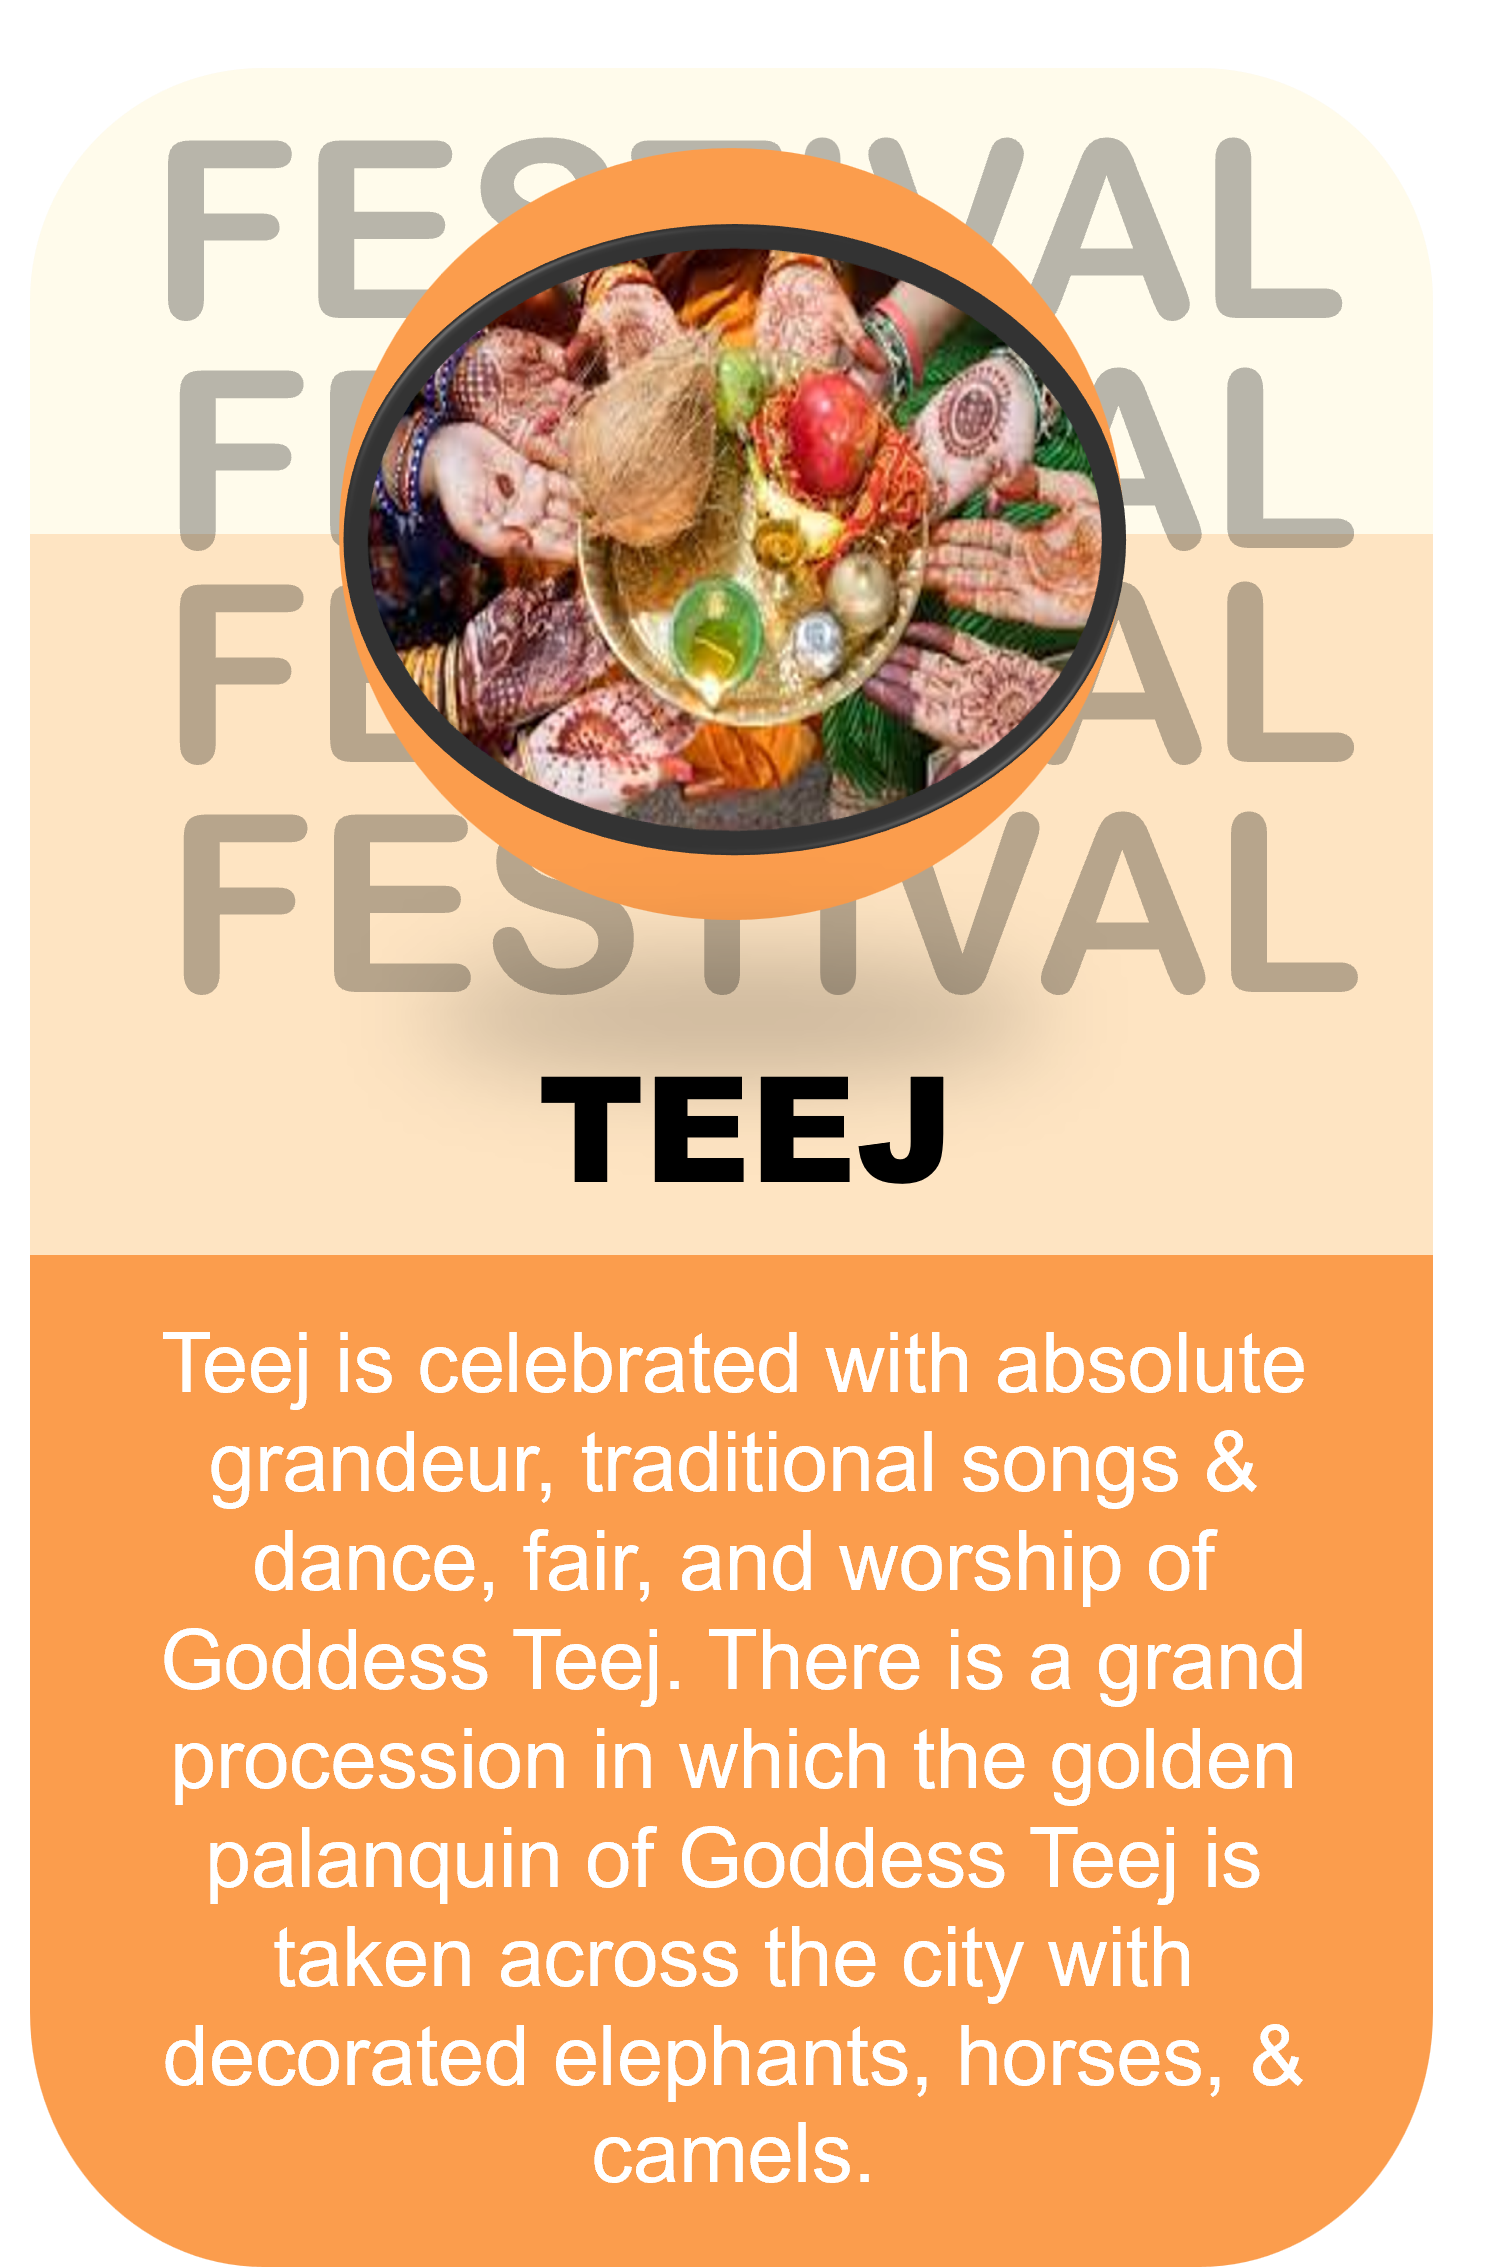 FESTIVAL
FESTIVAL
TEEJ
Teej is celebrated with absolute
grandeur, traditional songs &
dance, fair, and worship of
Goddess Teej. There is a grand
procession in which the golden
palanquin of Goddess Teej is
taken across the city with
decorated elephants, horses, &
camels.